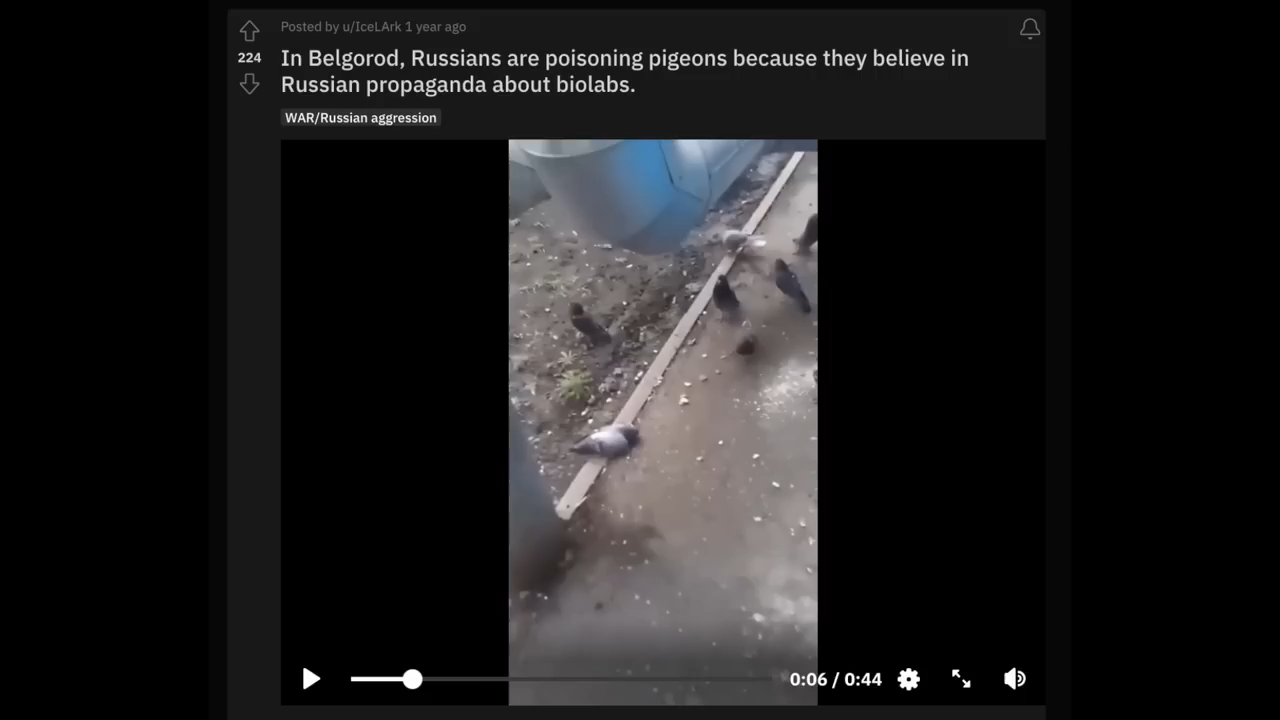 Posted by u/IceLArk 1 year ago
224
In Belgorod, Russians are poisoning pigeons because they believe in
Russian propaganda about biolabs.
WAR/Russian aggression
0:06 / 0:44